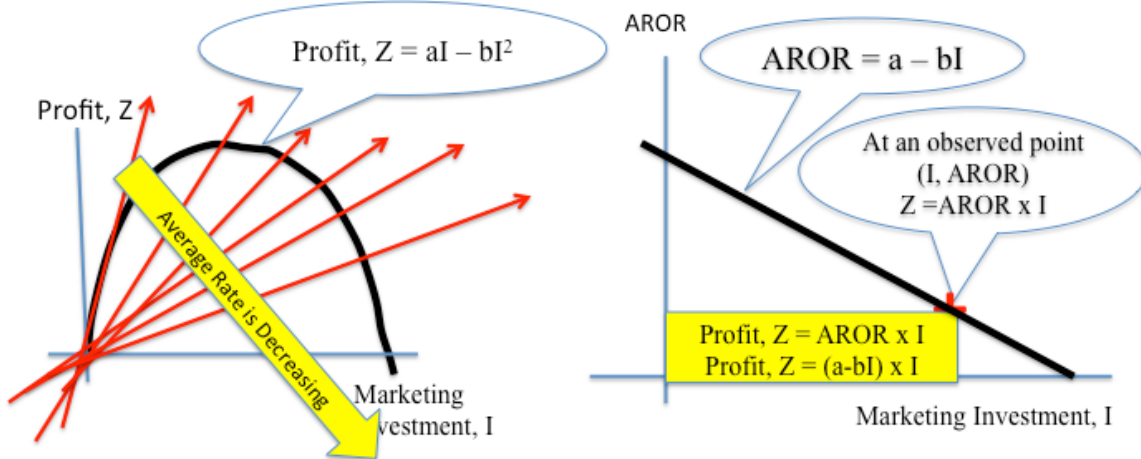 Profit, Z = aI – bI²
Profit, Z
Average Rate is Decreasing
Marketing
vestment, I
AROR
AROR = a – bI
At an observed point
(I, AROR)
Z =AROR x I
Profit, Z = AROR x I
Profit, Z = (a-bI) x I
Marketing Investment, I